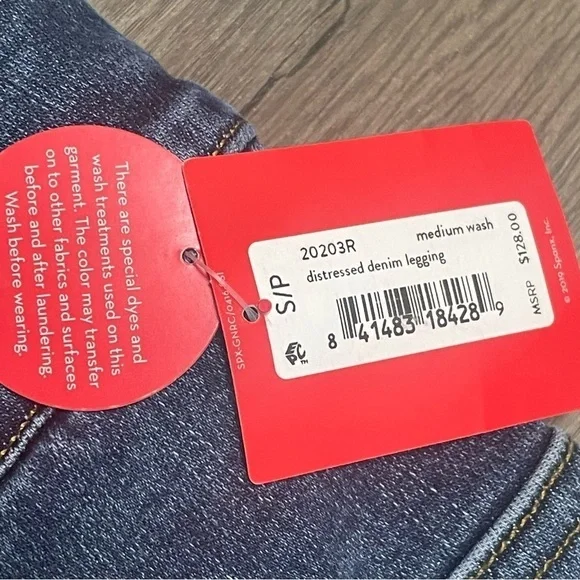 There are special dyes and
wash treatments used on this
garment. The color may transfer
on to other fabrics and surfaces
before and after laundering.
Wash before wearing.
S/P
20203R
medium wash
distressed denim legging
8 41483 18428 9
EPC™
MSRP $128.00
© 2019 Spanx, Inc.